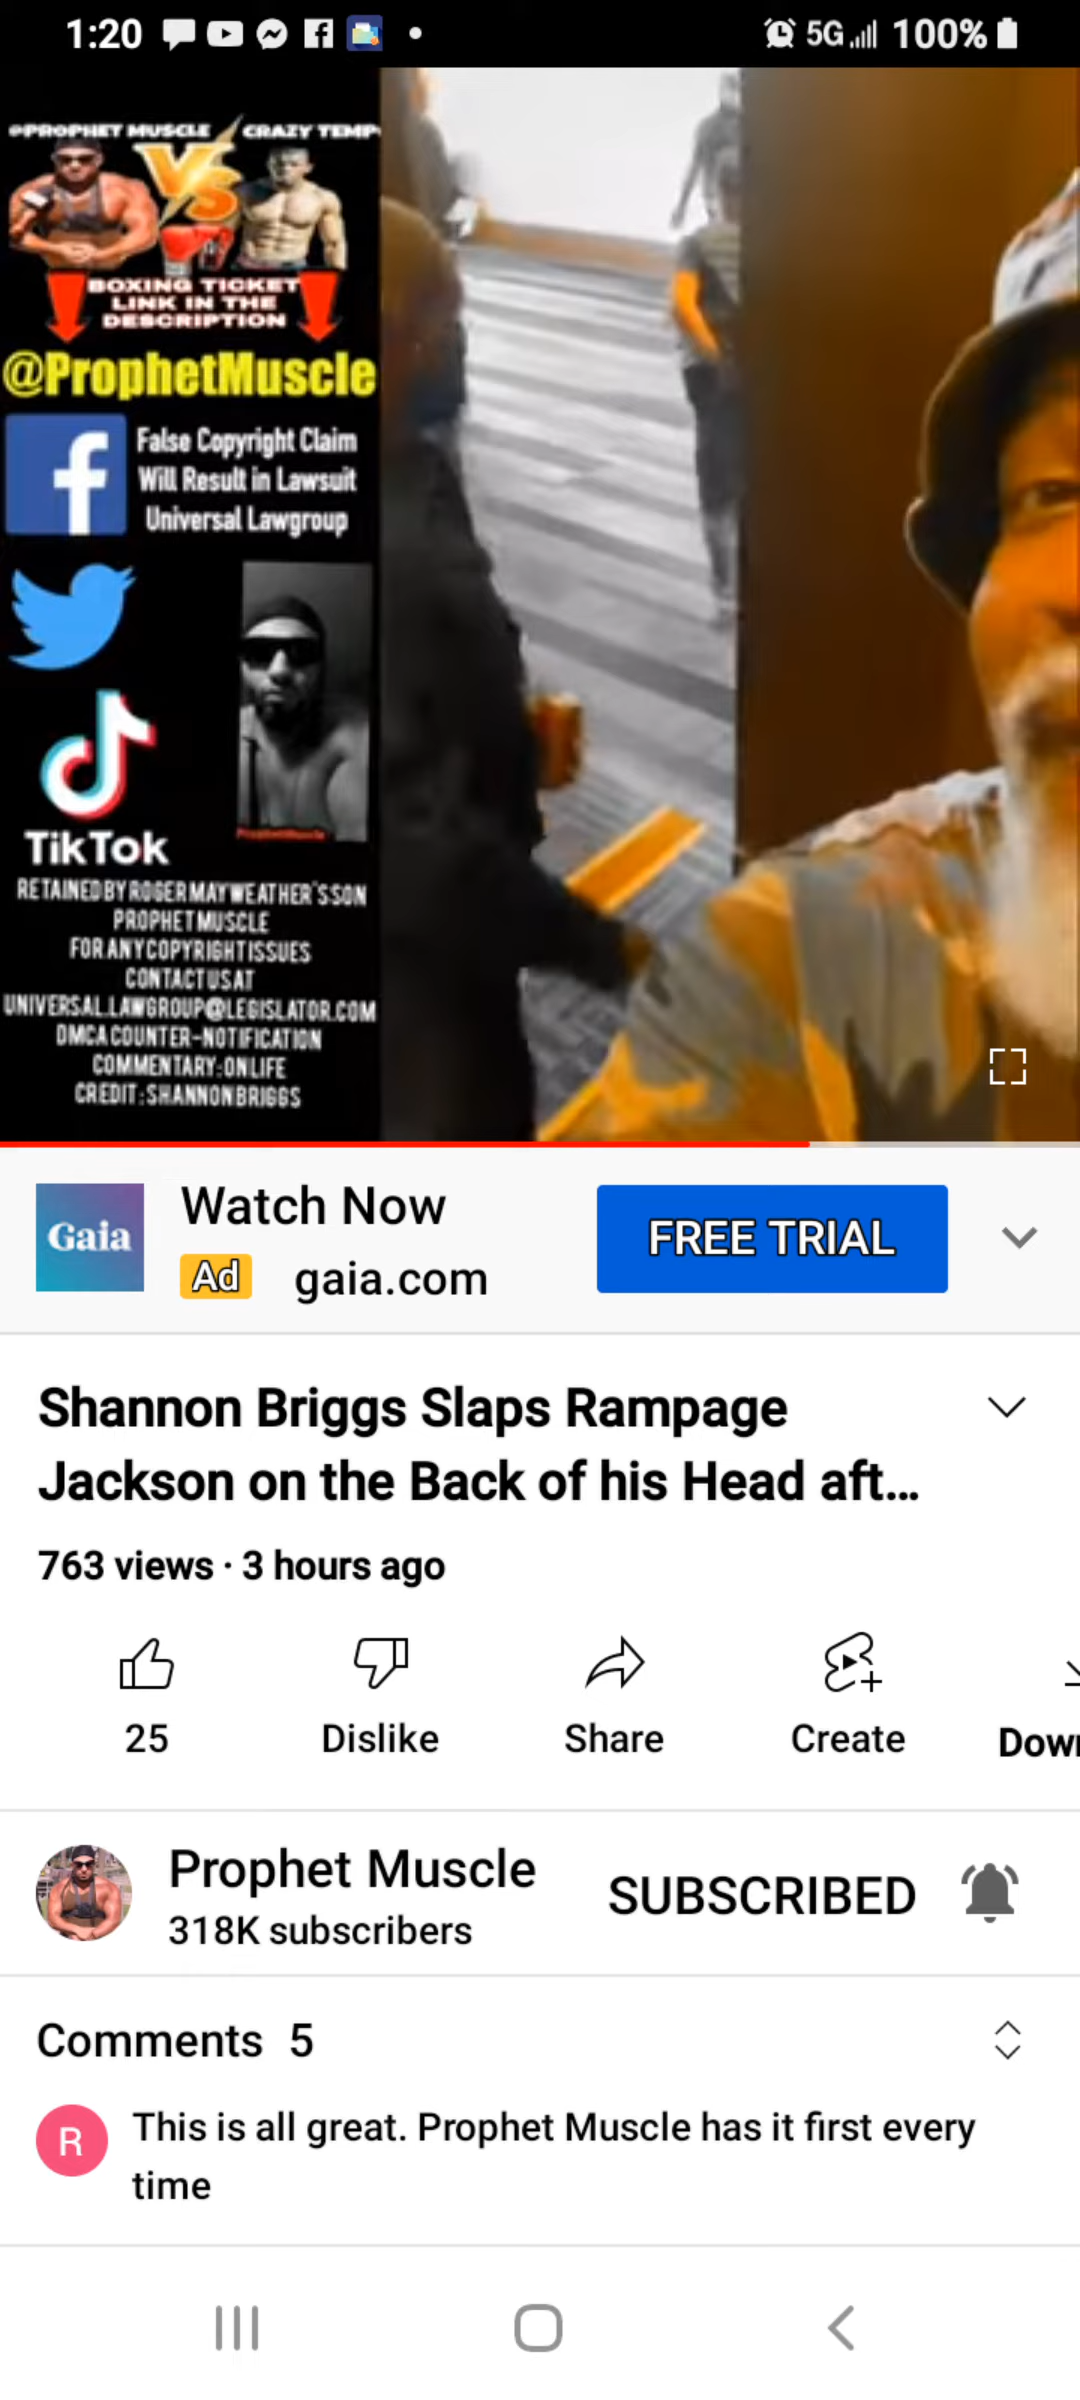 1:20
5G 100%
@PROPHET MUSCLE CRAZY TEMP
VS
BOXING TICKET
LINK IN THE
DESCRIPTION
@ProphetMuscle
f
False Copyright Claim
Will Result in Lawsuit
Universal Lawgroup
ProphetMuscle
TikTok
RETAINED BY ROGER MAYWEATHER'S SON
PROPHET MUSCLE
FOR ANY COPYRIGHT ISSUES
CONTACT US AT
UNIVERSAL.LAWGROUP@LEGISLATOR.COM
DMCA COUNTER-NOTIFICATION
COMMENTARY: ON LIFE
CREDIT: SHANNON BRIGGS
Gaia
Watch Now
Ad gaia.com
FREE TRIAL
Shannon Briggs Slaps Rampage
Jackson on the Back of his Head aft...
763 views · 3 hours ago
25 Dislike Share Create Down
Prophet Muscle
318K subscribers
SUBSCRIBED
Comments 5
R
This is all great. Prophet Muscle has it first every
time